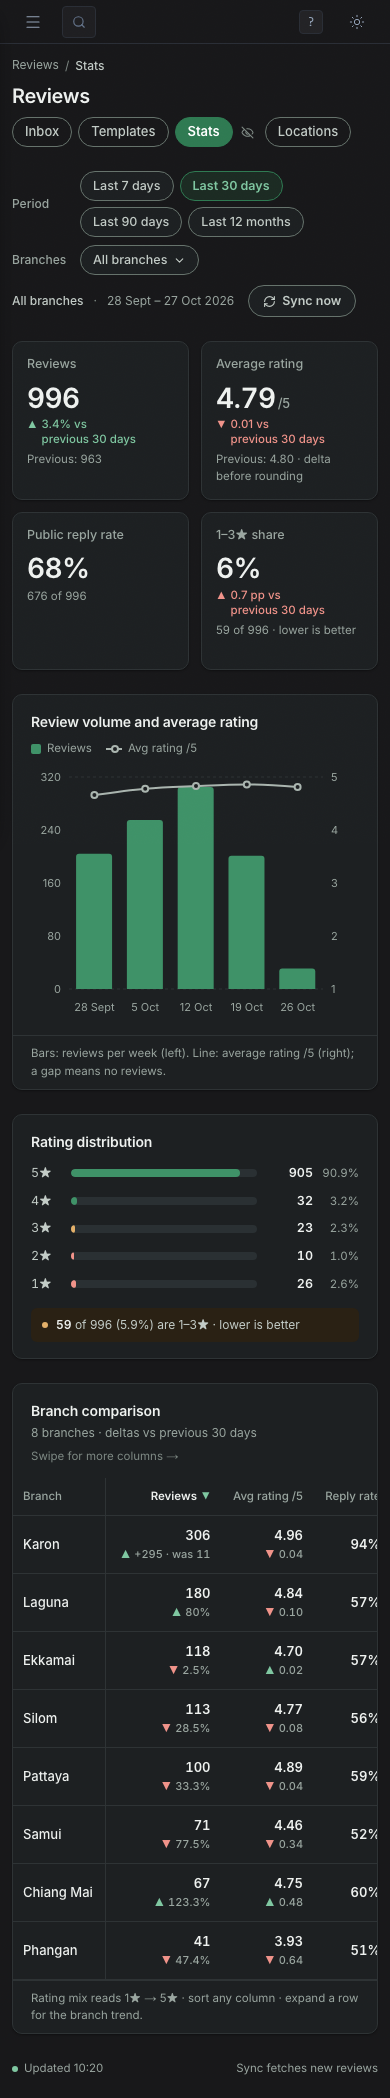 ?
Reviews / Stats
Reviews
Inbox Templates Stats Locations
Period
Last 7 days Last 30 days
Last 90 days Last 12 months
Branches All branches
All branches · 28 Sept – 27 Oct 2026 Sync now
Reviews
996
▲ 3.4% vs
previous 30 days
Previous: 963
Average rating
4.79 /5
▼ 0.01 vs
previous 30 days
Previous: 4.80 · delta
before rounding
Public reply rate
68%
676 of 996
1–3★ share
6%
▲ 0.7 pp vs
previous 30 days
59 of 996 · lower is better
Review volume and average rating
Reviews Avg rating /5
320 5
240 4
160 3
80 2
0 1
28 Sept 5 Oct 12 Oct 19 Oct 26 Oct
Bars: reviews per week (left). Line: average rating /5 (right);
a gap means no reviews.
Rating distribution
5★ 905 90.9%
4★ 32 3.2%
3★ 23 2.3%
2★ 10 1.0%
1★ 26 2.6%
59 of 996 (5.9%) are 1–3★ · lower is better
Branch comparison
8 branches · deltas vs previous 30 days
Swipe for more columns →
Branch Reviews ▼ Avg rating /5 Reply rate
Karon 306 4.96 94%
▲ +295 · was 11 ▼ 0.04
Laguna 180 4.84 57%
▲ 80% ▼ 0.10
Ekkamai 118 4.70 57%
▼ 2.5% ▲ 0.02
Silom 113 4.77 56%
▼ 28.5% ▼ 0.08
Pattaya 100 4.89 59%
▼ 33.3% ▼ 0.04
Samui 71 4.46 52%
▼ 77.5% ▼ 0.34
Chiang Mai 67 4.75 60%
▲ 123.3% ▲ 0.48
Phangan 41 3.93 51%
▼ 47.4% ▼ 0.64
Rating mix reads 1★ → 5★ · sort any column · expand a row
for the branch trend.
Updated 10:20 Sync fetches new reviews